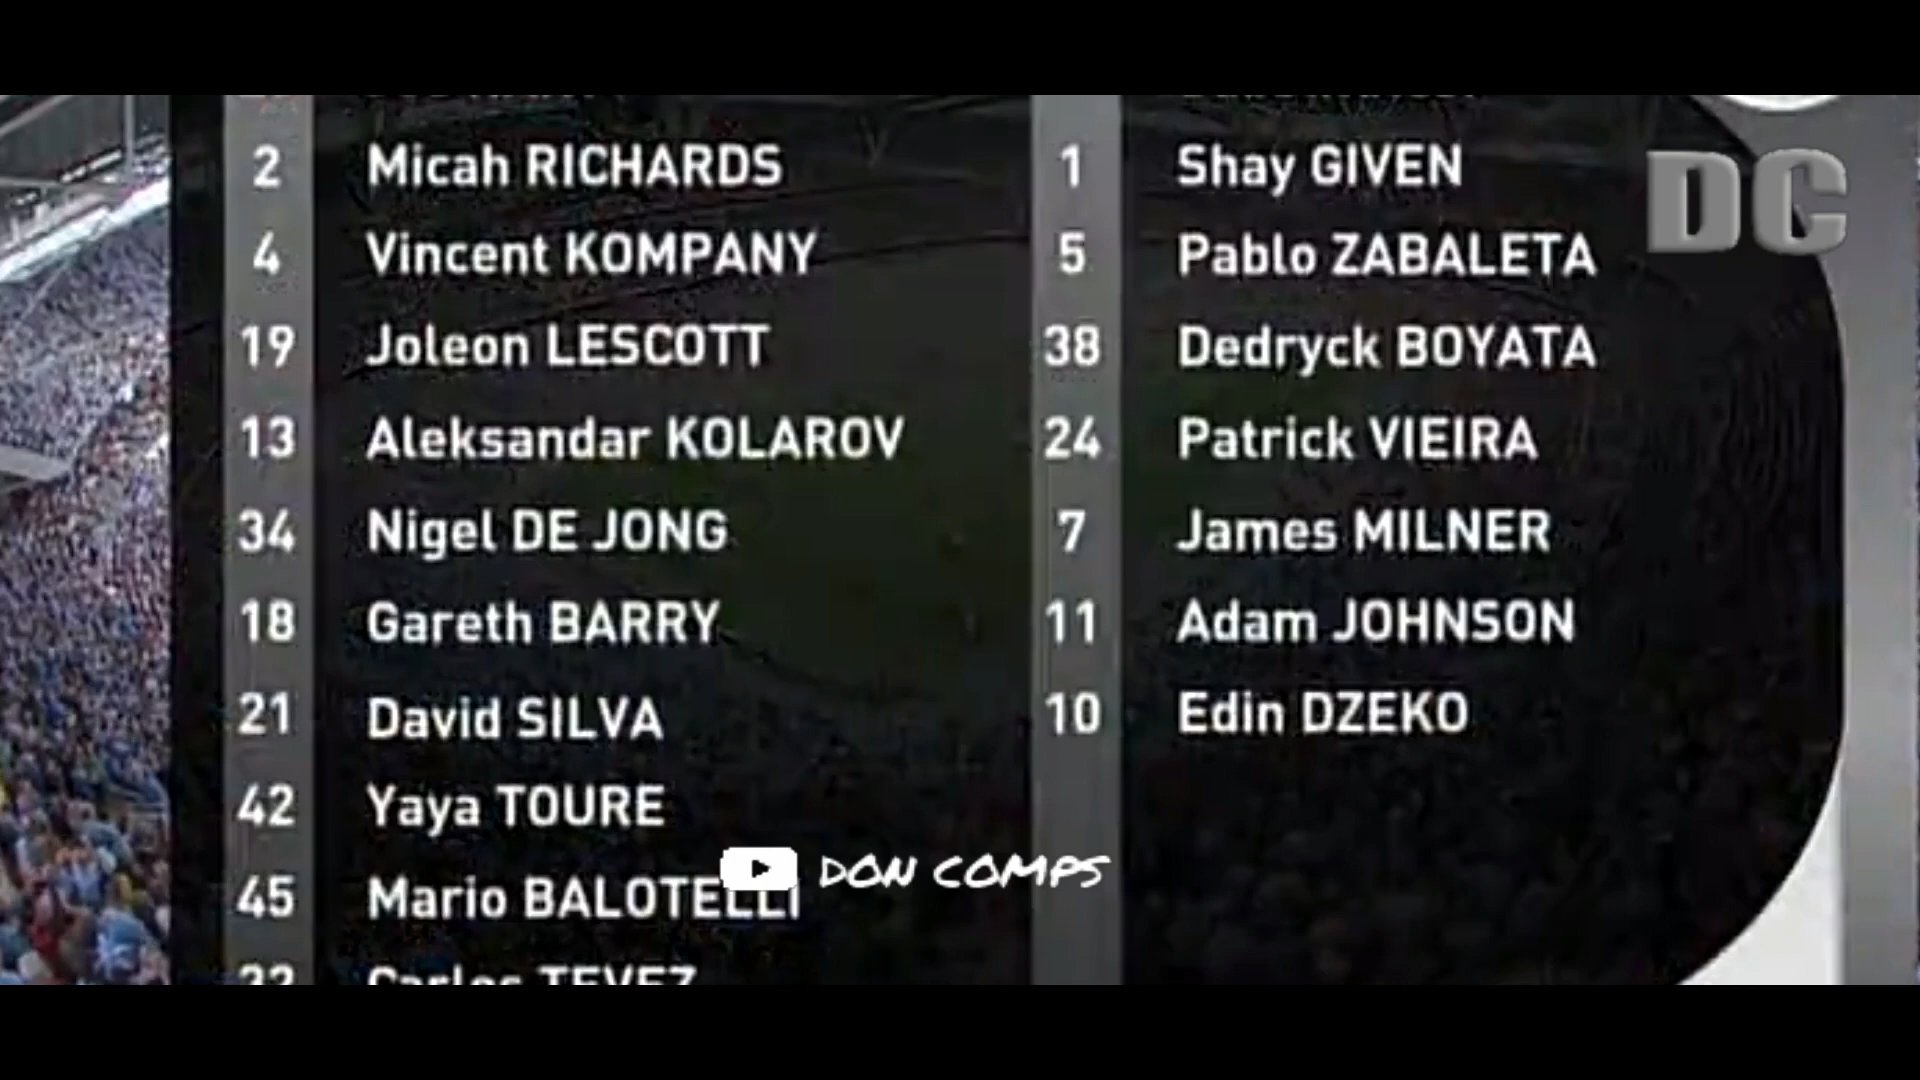 2 Micah RICHARDS
4 Vincent KOMPANY
19 Joleon LESCOTT
13 Aleksandar KOLAROV
34 Nigel DE JONG
18 Gareth BARRY
21 David SILVA
42 Yaya TOURE
45 Mario BALOTELLI
Carlos TEVEZ
1 Shay GIVEN
5 Pablo ZABALETA
38 Dedryck BOYATA
24 Patrick VIEIRA
7 James MILNER
11 Adam JOHNSON
10 Edin DZEKO
DC
DON COMPS